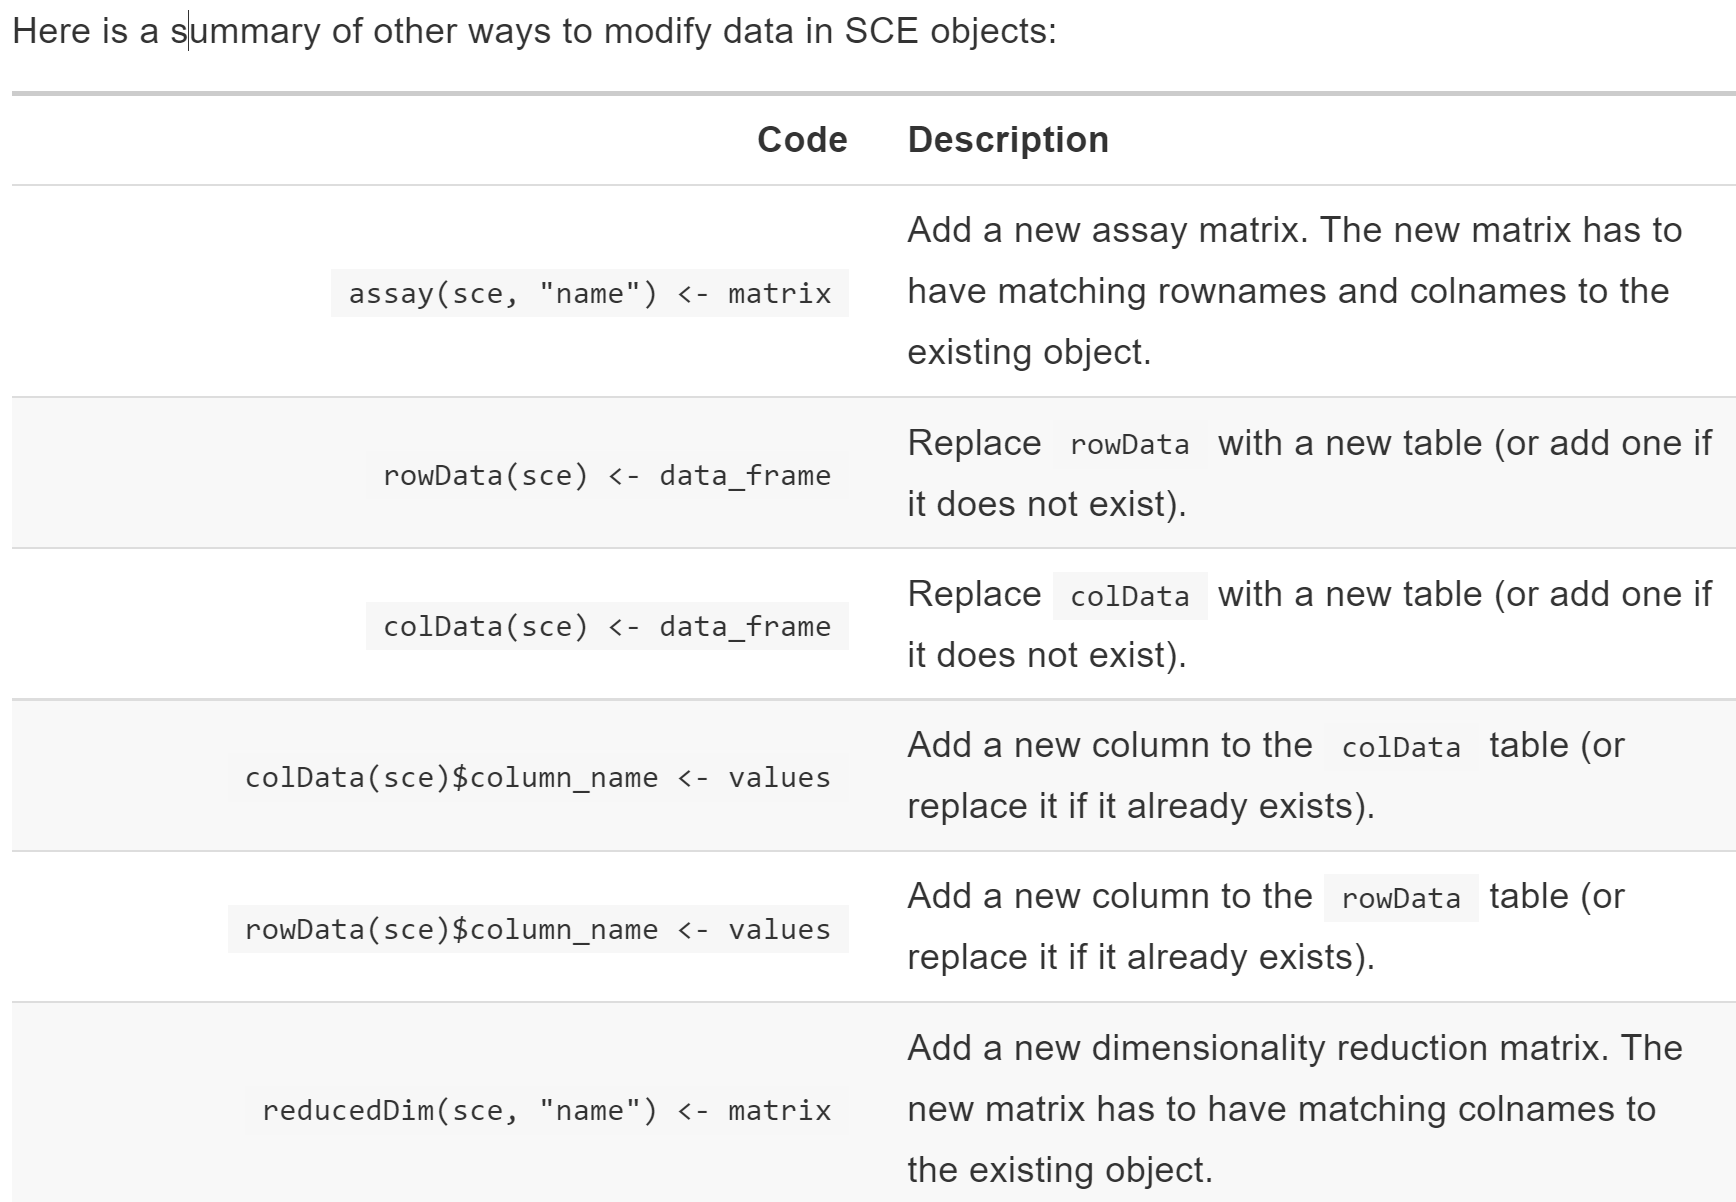 Here is a summary of other ways to modify data in SCE objects:
Code Description
Add a new assay matrix. The new matrix has to
assay(sce, "name") <- matrix have matching rownames and colnames to the
existing object.
Replace rowData with a new table (or add one if
rowData(sce) <- data_frame
it does not exist).
Replace colData with a new table (or add one if
colData(sce) <- data_frame
it does not exist).
Add a new column to the colData table (or
colData(sce)$column_name <- values
replace it if it already exists).
Add a new column to the rowData table (or
rowData(sce)$column_name <- values
replace it if it already exists).
Add a new dimensionality reduction matrix. The
reducedDim(sce, "name") <- matrix new matrix has to have matching colnames to
the existing object.